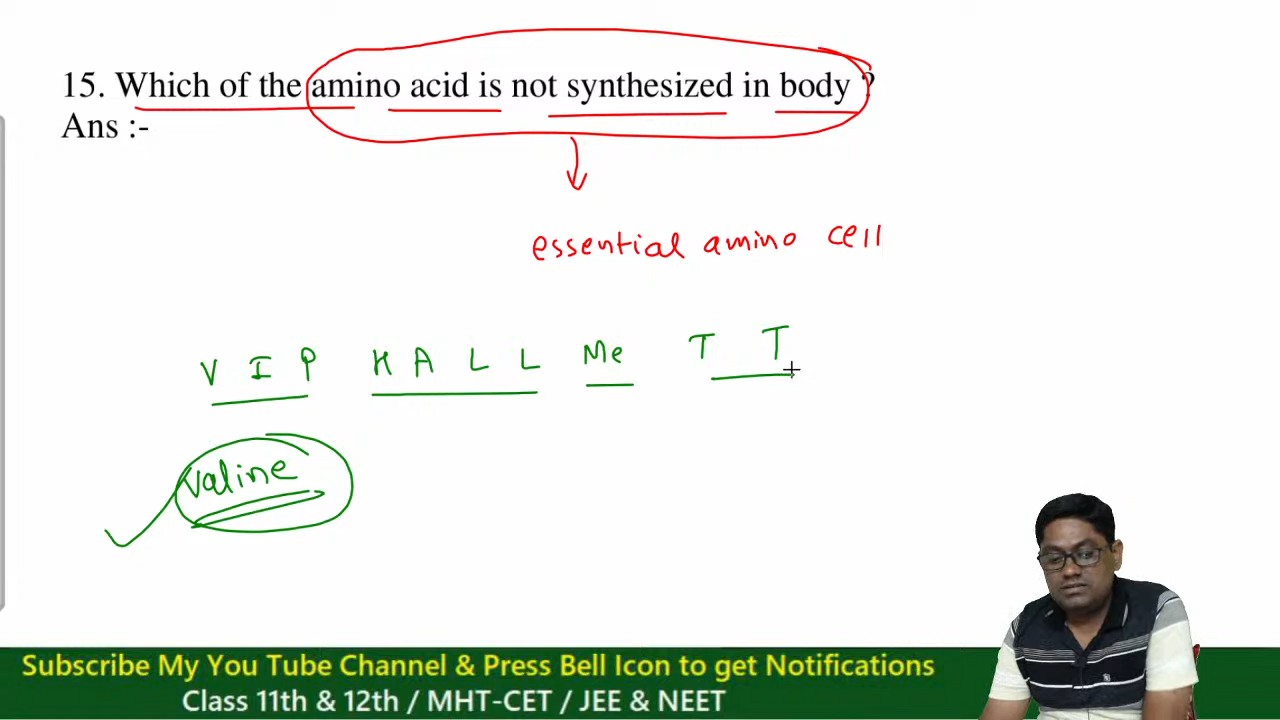 15. Which of the amino acid is not synthesized in body ?
Ans :-
essential amino cell
V I P H A L L Me T T
valine
Subscribe My You Tube Channel & Press Bell Icon to get Notifications
Class 11th & 12th / MHT-CET / JEE & NEET